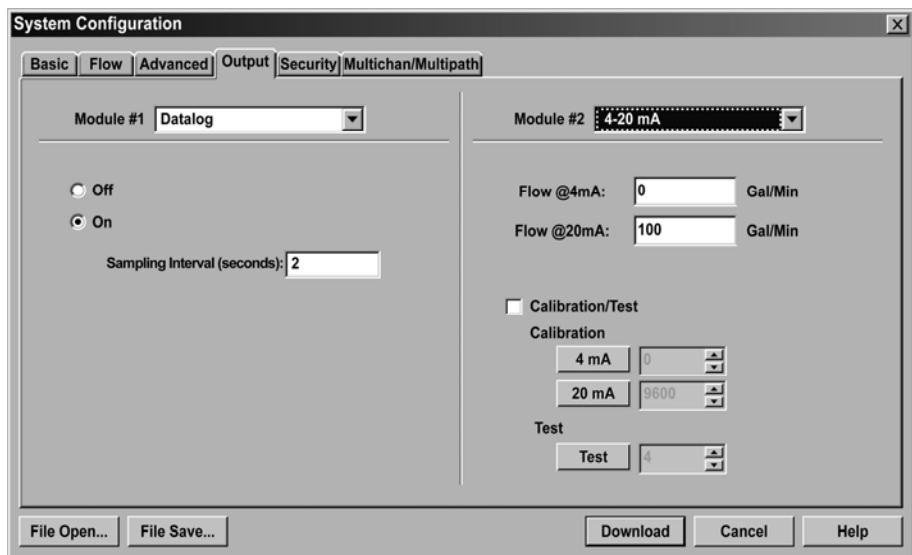 System Configuration
Basic Flow Advanced Output Security Multichan/Multipath
Module #1 Datalog
Off
On
Sampling Interval (seconds): 2
Module #2 4-20 mA
Flow @4mA: 0 Gal/Min
Flow @20mA: 100 Gal/Min
Calibration/Test
Calibration
4 mA 0
20 mA 9600
Test
Test 4
File Open... File Save... Download Cancel Help